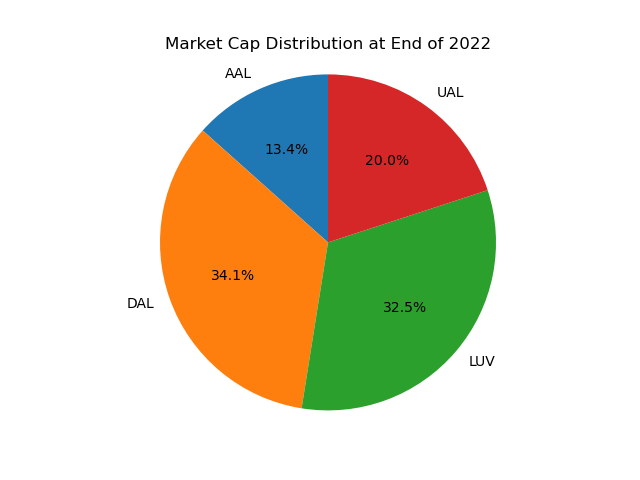 Market Cap Distribution at End of 2022
AAL
UAL
13.4%
20.0%
34.1%
DAL
32.5%
LUV